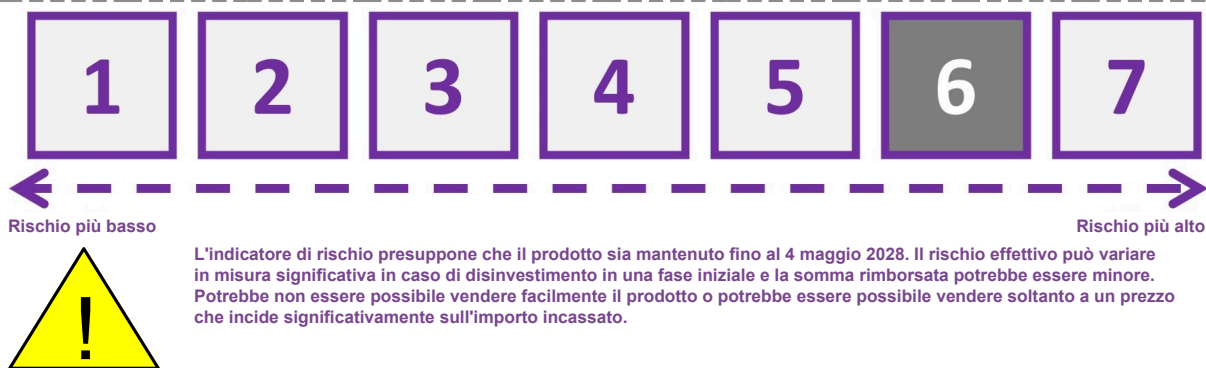 1 2 3 4 5 6 7
Rischio più basso Rischio più alto
L'indicatore di rischio presuppone che il prodotto sia mantenuto fino al 4 maggio 2028. Il rischio effettivo può variare
in misura significativa in caso di disinvestimento in una fase iniziale e la somma rimborsata potrebbe essere minore.
Potrebbe non essere possibile vendere facilmente il prodotto o potrebbe essere possibile vendere soltanto a un prezzo
che incide significativamente sull'importo incassato.
!